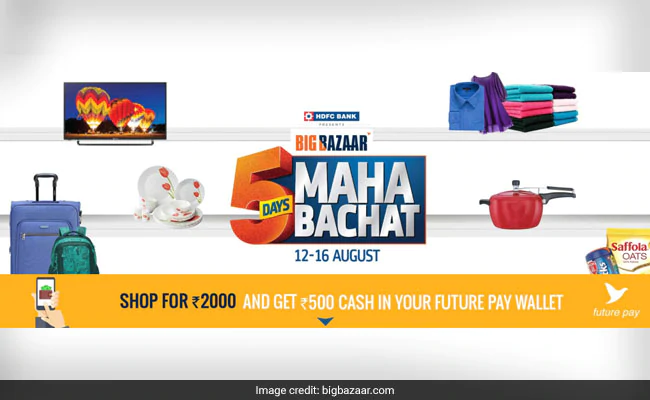 HDFC BANK
PRESENTS
BIG BAZAAR
5 DAYS
MAHA
BACHAT
12-16 AUGUST
Saffola
OATS
SHOP FOR ₹2000 AND GET ₹500 CASH IN YOUR FUTURE PAY WALLET
future pay
Image credit: bigbazaar.com